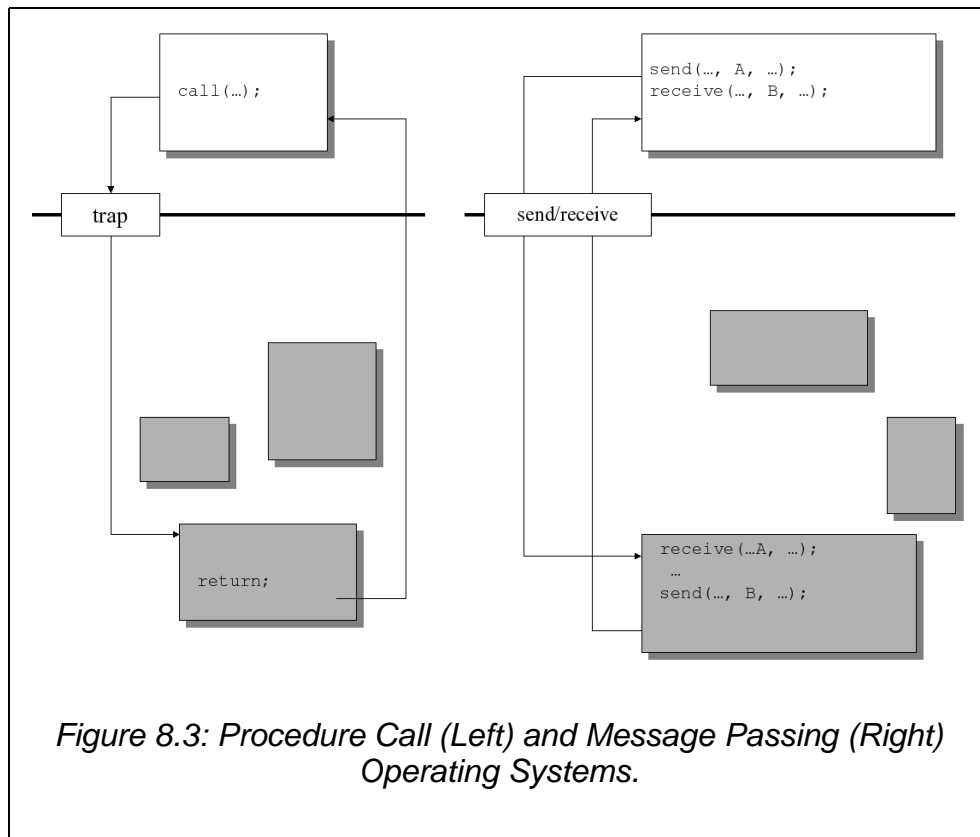 call(…);
trap
return;
send(…, A, …);
receive(…, B, …);
send/receive
receive(…A, …);
…
send(…, B, …);
Figure 8.3: Procedure Call (Left) and Message Passing (Right)
Operating Systems.